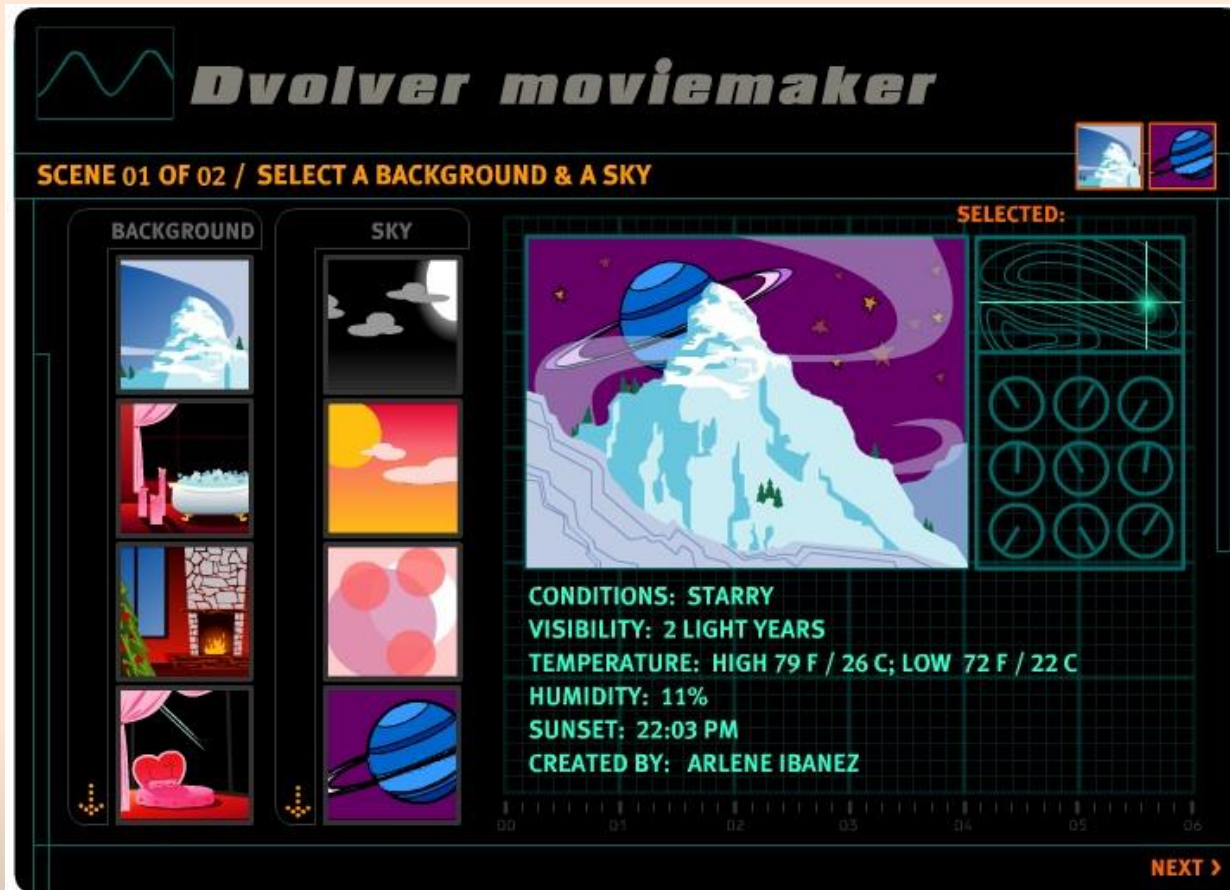 Dvolver moviemaker
SCENE 01 OF 02 / SELECT A BACKGROUND & A SKY
SELECTED:
BACKGROUND
SKY
CONDITIONS: STARRY
VISIBILITY: 2 LIGHT YEARS
TEMPERATURE: HIGH 79 F / 26 C; LOW 72 F / 22 C
HUMIDITY: 11%
SUNSET: 22:03 PM
CREATED BY: ARLENE IBANEZ
00 01 02 03 04 05 06
NEXT >